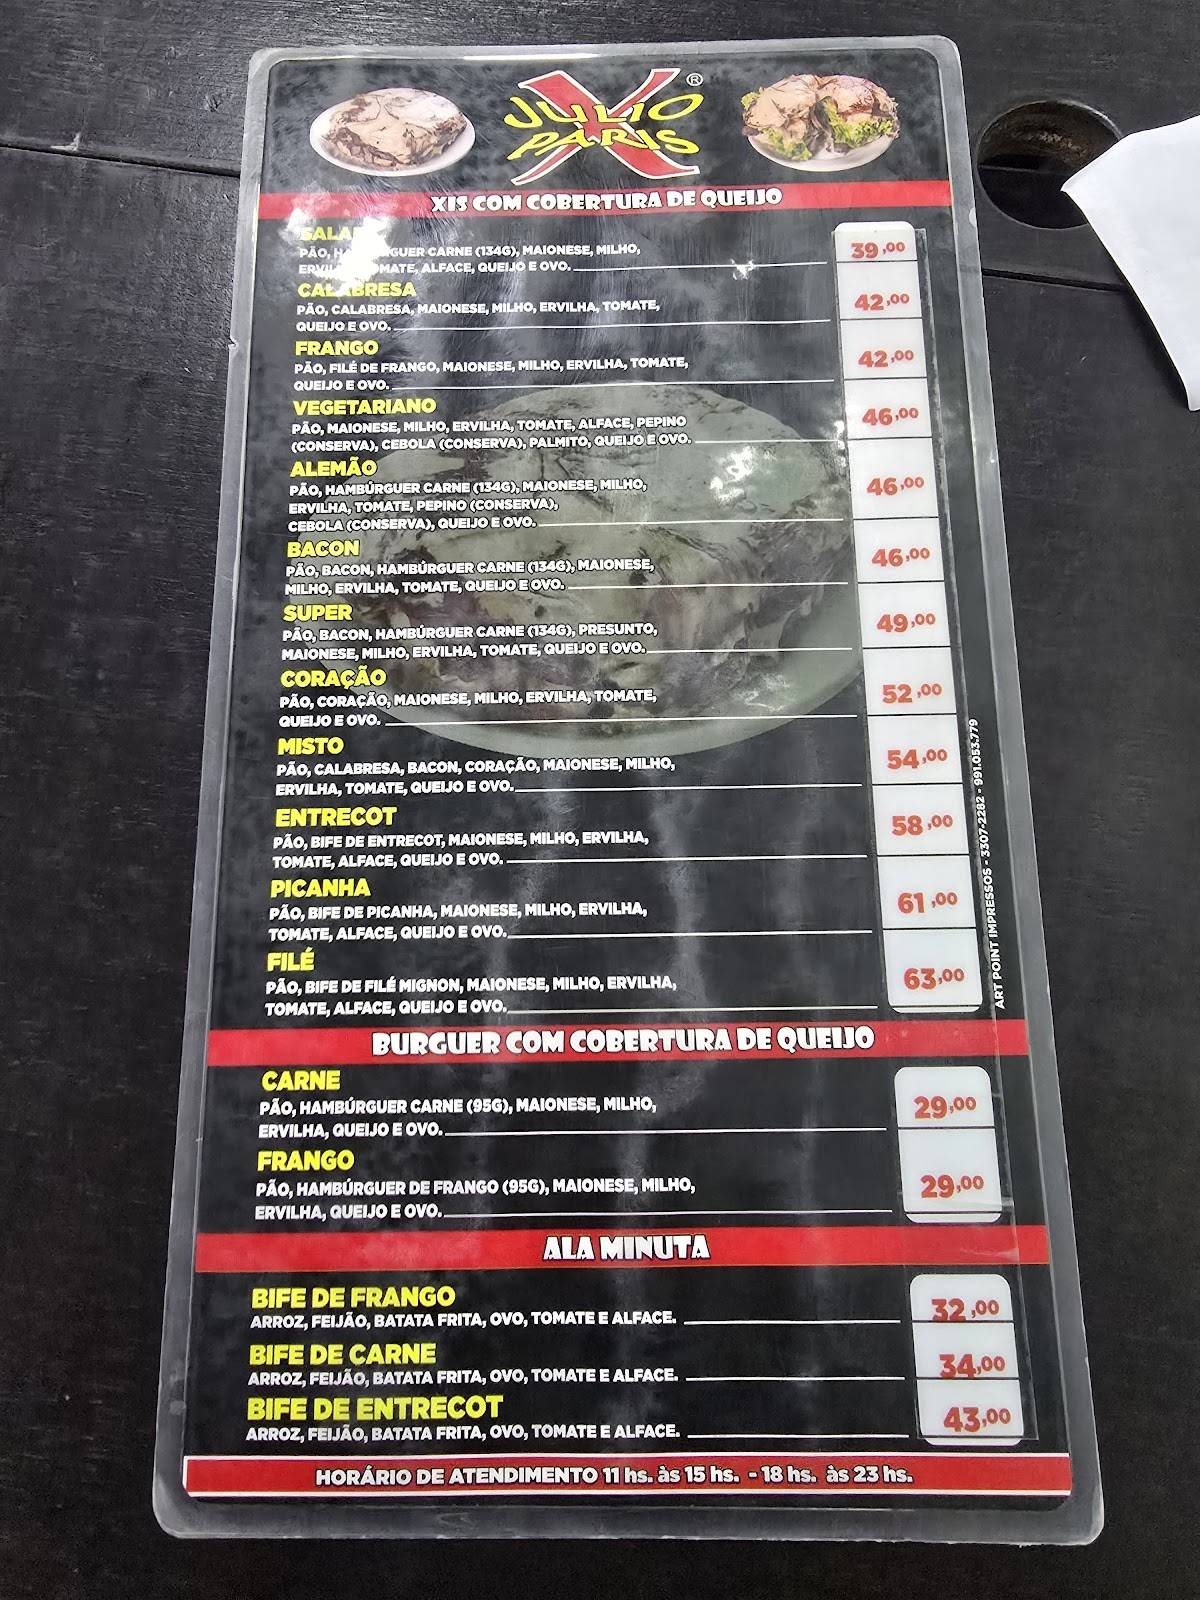 JULIO
X
PARIS
®
XIS COM COBERTURA DE QUEIJO
PÃO, CARNE (134G), MAIONESE, MILHO,
TOMATE, ALFACE, QUEIJO E OVO. 39,00
CALABRESA
PÃO, CALABRESA, MAIONESE, MILHO, ERVILHA, TOMATE,
QUEIJO E OVO. 42,00
FRANGO
PÃO, FILÉ DE FRANGO, MAIONESE, MILHO, ERVILHA, TOMATE,
QUEIJO E OVO. 42,00
VEGETARIANO
PÃO, MAIONESE, MILHO, ERVILHA, TOMATE, ALFACE, PEPINO
(CONSERVA), CEBOLA (CONSERVA), PALMITO, QUEIJO E OVO. 46,00
ALEMÃO
PÃO, HAMBÚRGUER CARNE (134G), MAIONESE, MILHO,
ERVILHA, TOMATE, PEPINO (CONSERVA),
CEBOLA (CONSERVA), QUEIJO E OVO. 46,00
BACON
PÃO, BACON, HAMBÚRGUER CARNE (134G), MAIONESE,
MILHO, ERVILHA, TOMATE, QUEIJO E OVO. 46,00
SUPER
PÃO, BACON, HAMBÚRGUER CARNE (134G), PRESUNTO,
MAIONESE, MILHO, ERVILHA, TOMATE, QUEIJO E OVO. 49,00
CORAÇÃO
PÃO, CORAÇÃO, MAIONESE, MILHO, ERVILHA, TOMATE,
QUEIJO E OVO. 52,00
MISTO
PÃO, CALABRESA, BACON, CORAÇÃO, MAIONESE, MILHO,
ERVILHA, TOMATE, QUEIJO E OVO. 54,00
ENTRECOT
PÃO, BIFE DE ENTRECOT, MAIONESE, MILHO, ERVILHA,
TOMATE, ALFACE, QUEIJO E OVO. 58,00
PICANHA
PÃO, BIFE DE PICANHA, MAIONESE, MILHO, ERVILHA,
TOMATE, ALFACE, QUEIJO E OVO. 61,00
FILÉ
PÃO, BIFE DE FILÉ MIGNON, MAIONESE, MILHO, ERVILHA,
TOMATE, ALFACE, QUEIJO E OVO. 63,00
ART POINT IMPRESSOS - 3307-2282 - 991.053.779
BURGUER COM COBERTURA DE QUEIJO
CARNE
PÃO, HAMBÚRGUER CARNE (95G), MAIONESE, MILHO,
ERVILHA, QUEIJO E OVO. 29,00
FRANGO
PÃO, HAMBÚRGUER DE FRANGO (95G), MAIONESE, MILHO,
ERVILHA, QUEIJO E OVO. 29,00
ALA MINUTA
BIFE DE FRANGO
ARROZ, FEIJÃO, BATATA FRITA, OVO, TOMATE E ALFACE. 32,00
BIFE DE CARNE
ARROZ, FEIJÃO, BATATA FRITA, OVO, TOMATE E ALFACE. 34,00
BIFE DE ENTRECOT
ARROZ, FEIJÃO, BATATA FRITA, OVO, TOMATE E ALFACE. 43,00
HORÁRIO DE ATENDIMENTO 11 hs. às 15 hs. - 18 hs. às 23 hs.